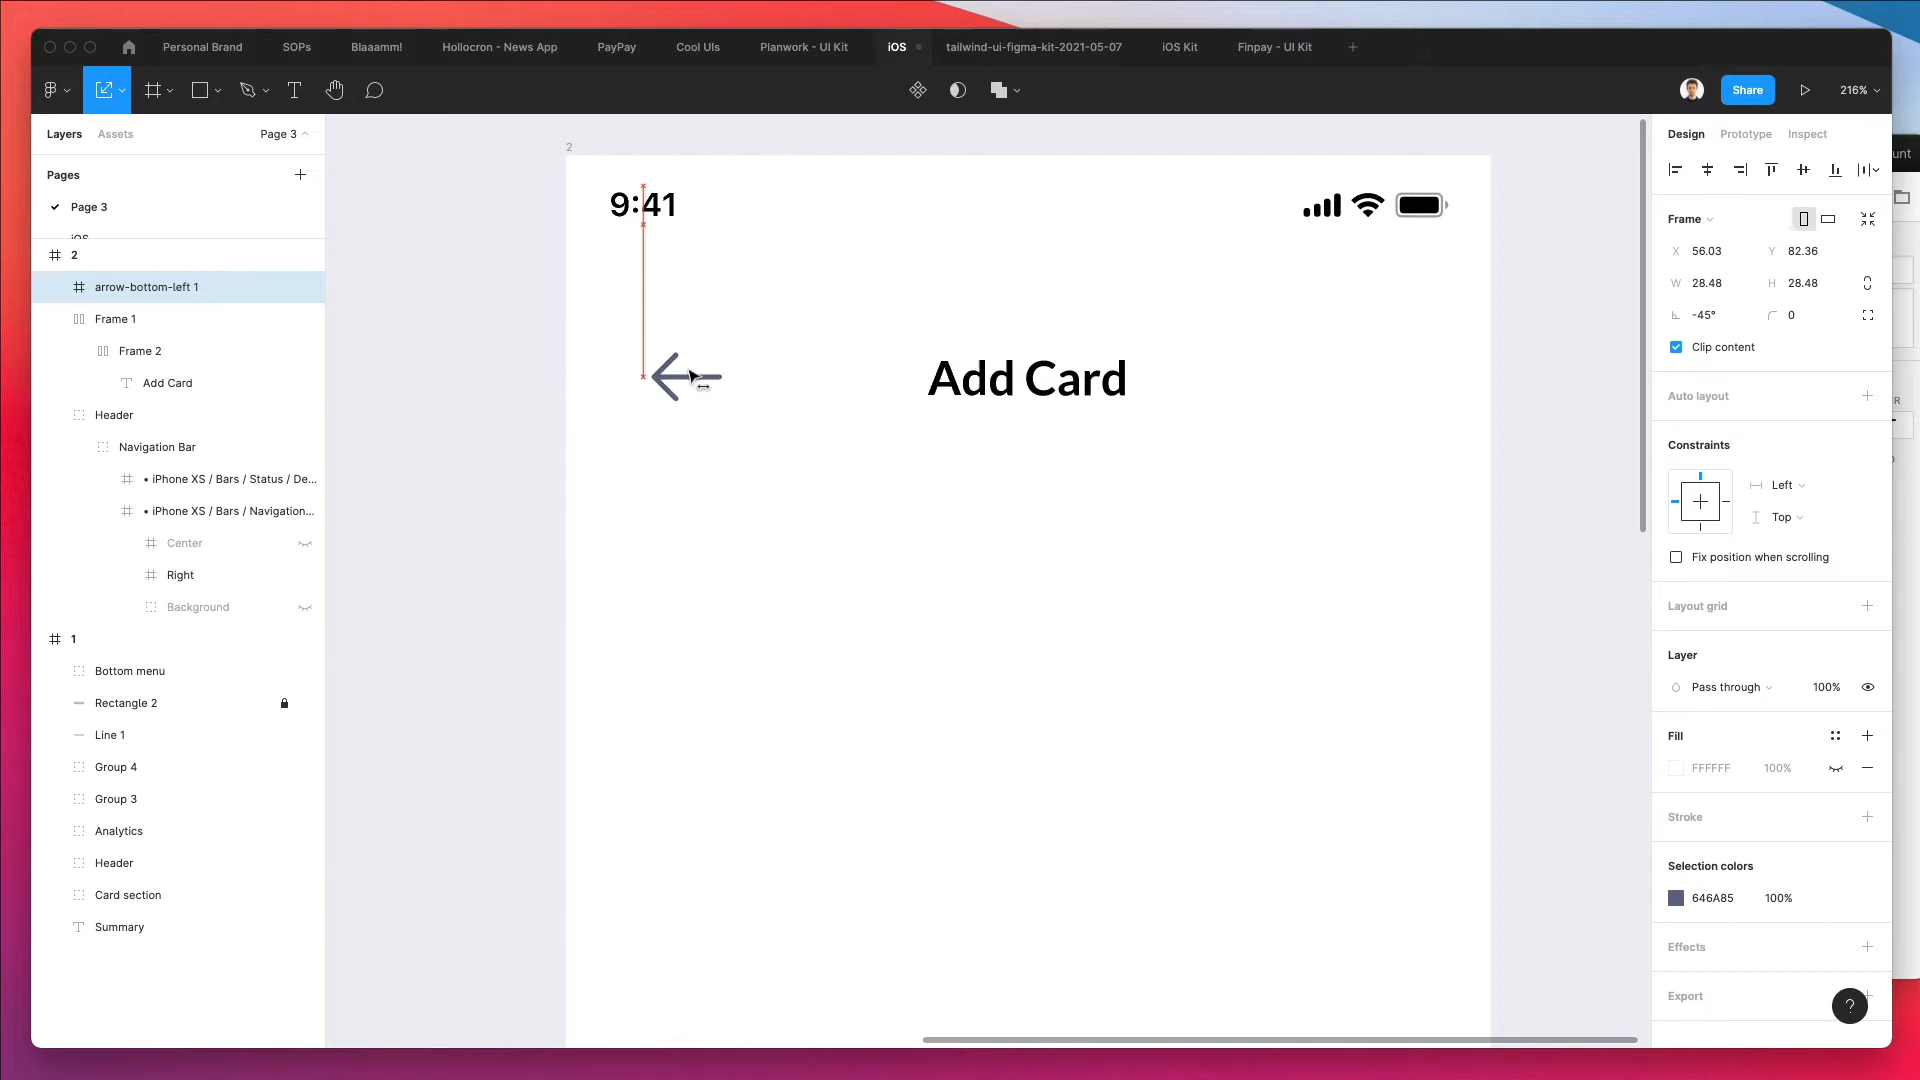 Personal Brand
SOPs
Blaaamm!
Hollocron - News App
PayPay
Cool UIs
Planwork - UI Kit
iOS
tailwind-ui-figma-kit-2021-05-07
iOS Kit
Finpay - UI Kit
Share
216%
Layers
Assets
Page 3
Pages
Page 3
iOS
2
arrow-bottom-left 1
Frame 1
Frame 2
Add Card
Header
Navigation Bar
• iPhone XS / Bars / Status / De...
• iPhone XS / Bars / Navigation...
Center
Right
Background
1
Bottom menu
Rectangle 2
Line 1
Group 4
Group 3
Analytics
Header
Card section
Summary
2
9:41
Add Card
Design
Prototype
Inspect
Frame
X 56.03
Y 82.36
W 28.48
H 28.48
-45°
0
Clip content
Auto layout
Constraints
Left
Top
Fix position when scrolling
Layout grid
Layer
Pass through
100%
Fill
FFFFFF
100%
Stroke
Selection colors
646A85
100%
Effects
Export
?
unt
R